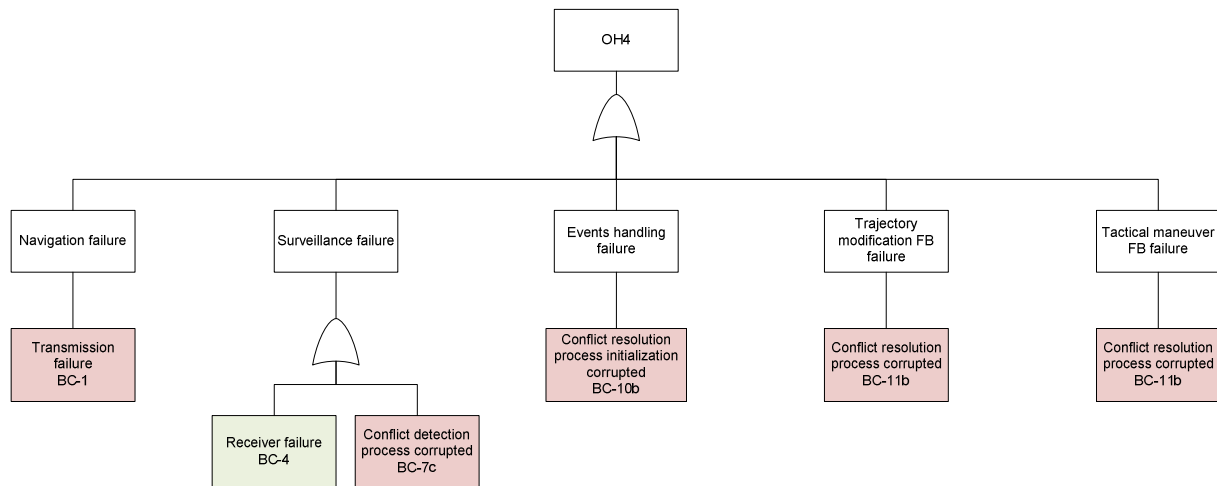 OH4
Navigation failure
Surveillance failure
Events handling
failure
Trajectory
modification FB
failure
Tactical maneuver
FB failure
Transmission
failure
BC-1
Conflict resolution
process initialization
corrupted
BC-10b
Conflict resolution
process corrupted
BC-11b
Conflict resolution
process corrupted
BC-11b
Receiver failure
BC-4
Conflict detection
process corrupted
BC-7c